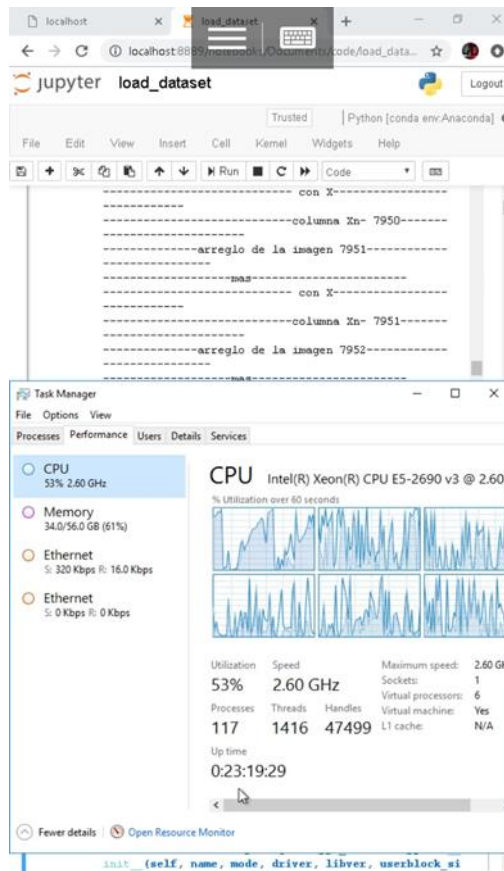 localhost
load_dataset
localhost:8889/notebooks/Documents/code/load_data...
jupyter load_dataset
Logout
Trusted
Python [conda env:Anaconda]
File Edit View Insert Cell Kernel Widgets Help
Run
Code
-------------------------------- con X------------------
-------------
-------------------------------columna Xn- 7950-------
-----------------------
---------------arreglo de la imagen 7951-------------
------------------
---------------------mas-------------------------
-------------------------------- con X------------------
-------------
-------------------------------columna Xn- 7951-------
-----------------------
---------------arreglo de la imagen 7952-------------
------------------
---------------------mas-------------------------
Task Manager
File Options View
Processes Performance Users Details Services
CPU
53% 2.60 GHz
Memory
34.0/56.0 GB (61%)
Ethernet
S: 320 Kbps R: 16.0 Kbps
Ethernet
S: 0 Kbps R: 0 Kbps
CPU Intel(R) Xeon(R) CPU E5-2690 v3 @ 2.60
% Utilization over 60 seconds
Utilization Speed
53% 2.60 GHz
Processes Threads Handles
117 1416 47499
Up time
0:23:19:29
Maximum speed: 2.60 GH
Sockets: 1
Virtual processors: 6
Virtual machine: Yes
L1 cache: N/A
Fewer details Open Resource Monitor
init__(self, name, mode, driver, libver, userblock_si